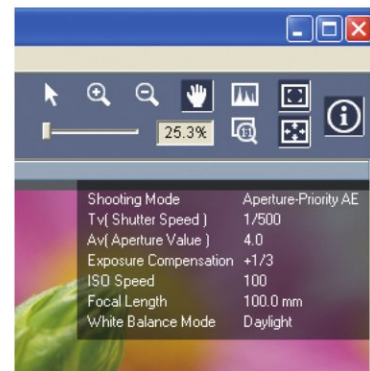 25.3%
Shooting Mode Aperture-Priority AE
Tv( Shutter Speed ) 1/500
Av( Aperture Value ) 4.0
Exposure Compensation +1/3
ISO Speed 100
Focal Length 100.0 mm
White Balance Mode Daylight